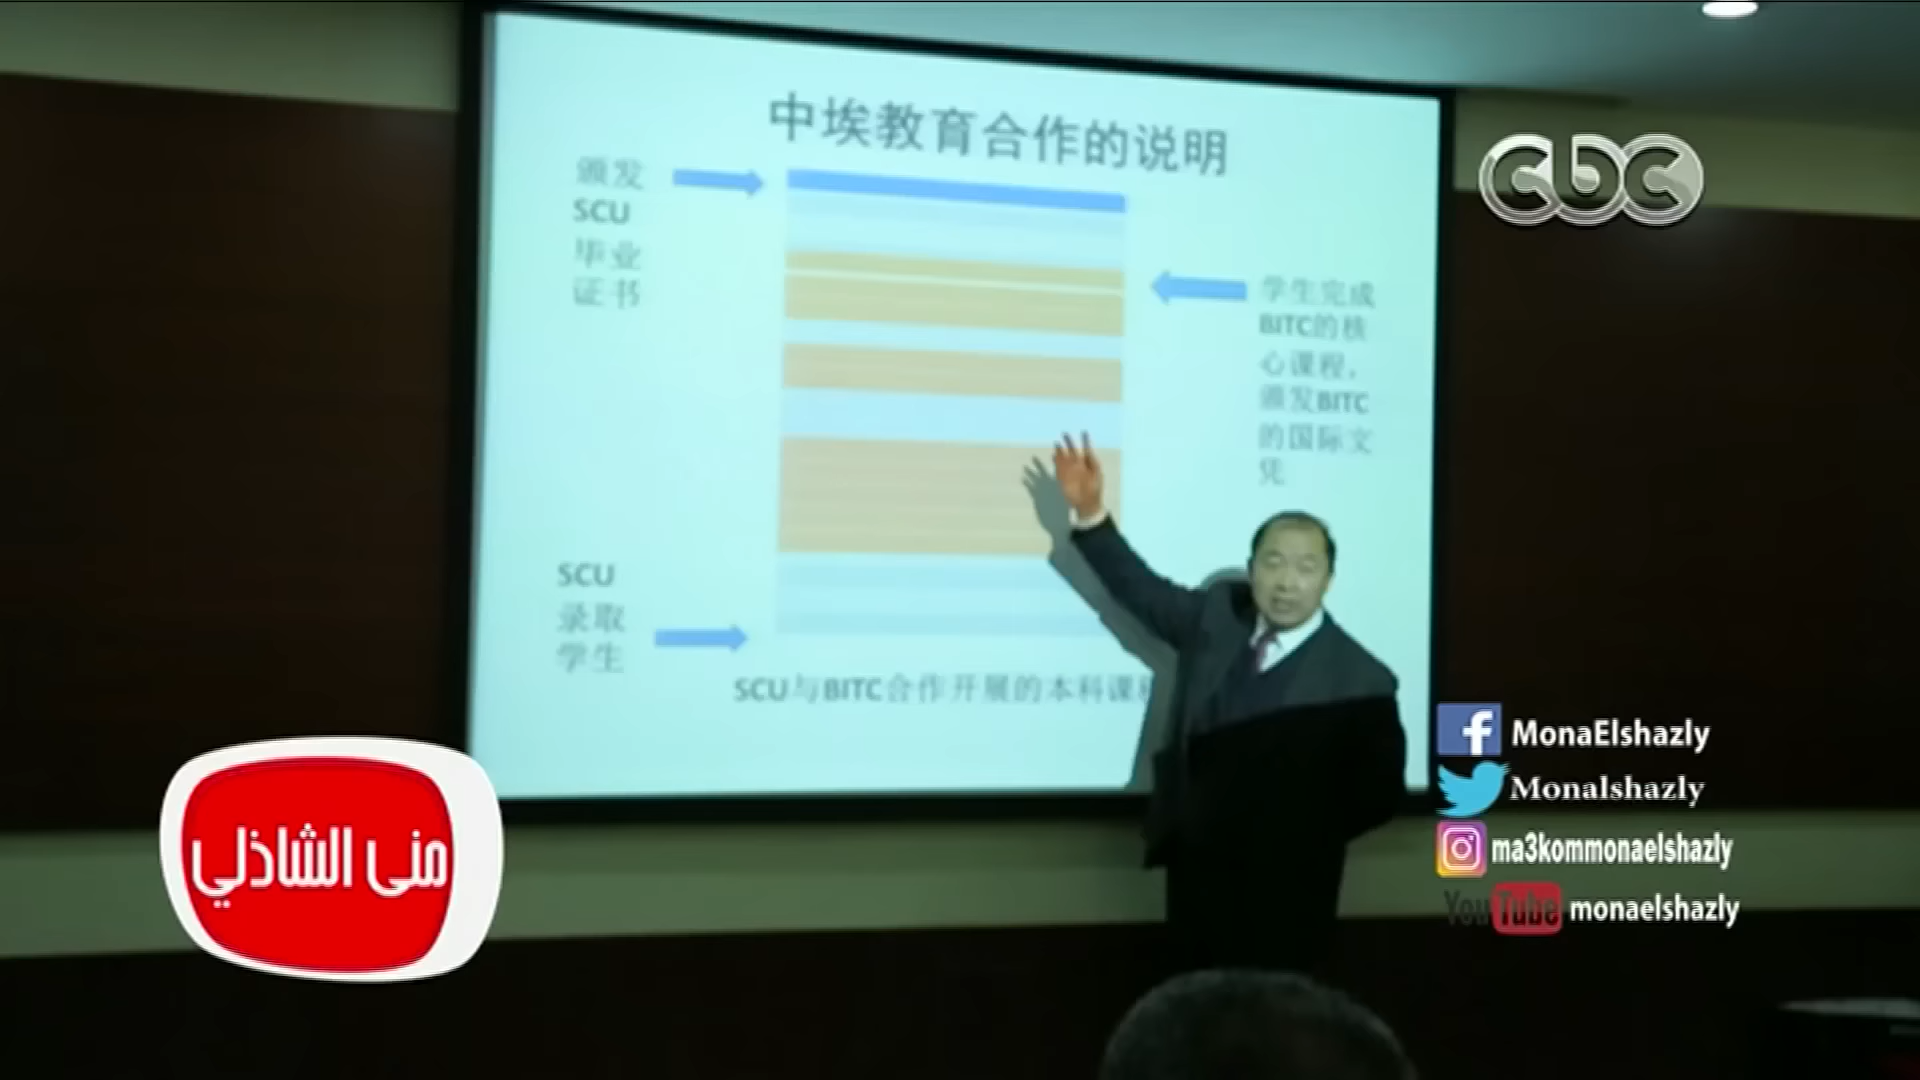 中埃教育合作的说明
颁发
SCU
毕业
证书
学生完成
BITC的核
心课程，
颁发BITC
的国际文
凭
SCU
录取
学生
SCU与BITC合作开展的本科课程
cbc
منى الشاذلي
MonaElshazly
Monalshazly
ma3kommonaelshazly
YouTube monaelshazly